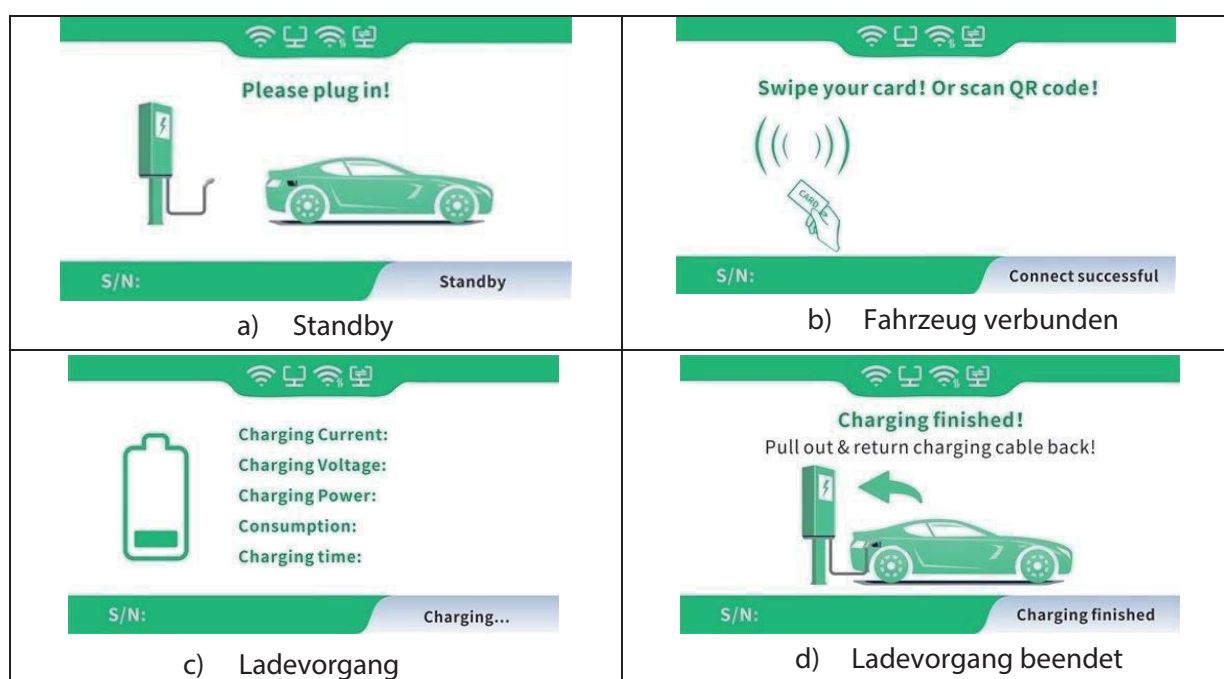 Please plug in!
S/N:
Standby
a) Standby
Swipe your card! Or scan QR code!
CARD
S/N:
Connect successful
b) Fahrzeug verbunden
Charging Current:
Charging Voltage:
Charging Power:
Consumption:
Charging time:
S/N:
Charging...
c) Ladevorgang
Charging finished!
Pull out & return charging cable back!
S/N:
Charging finished
d) Ladevorgang beendet